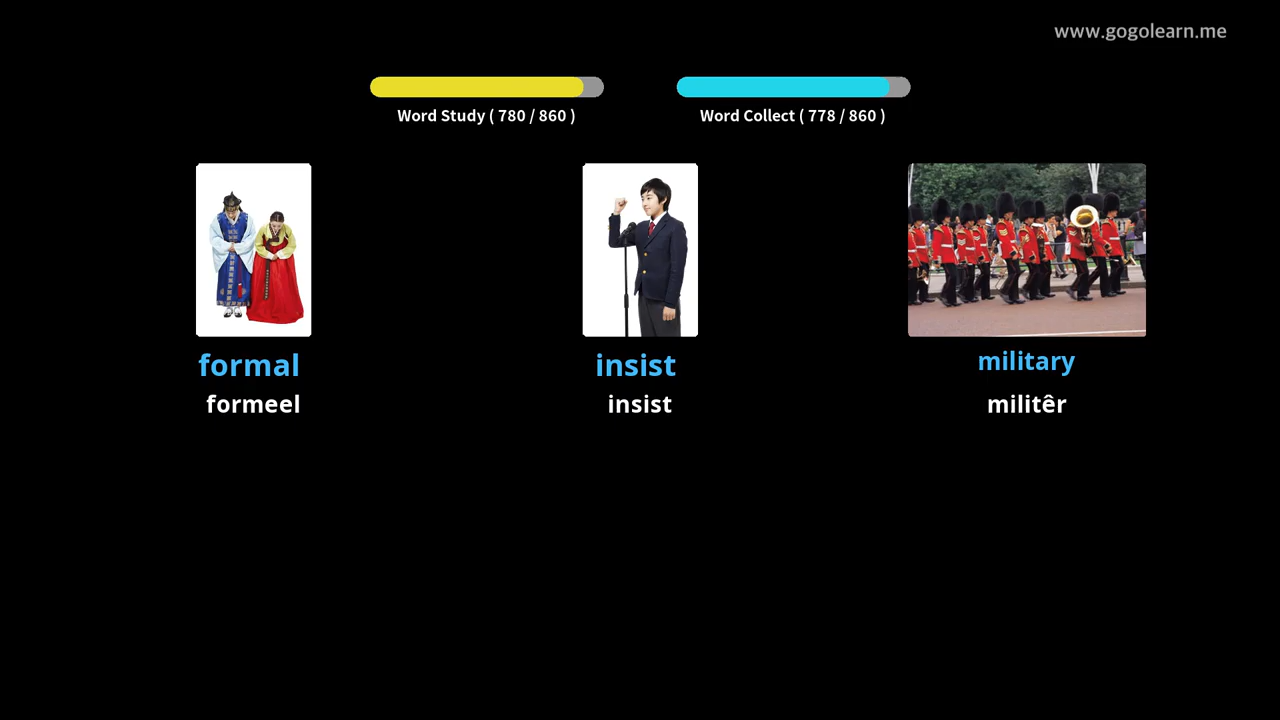 www.gogolearn.me
Word Study ( 780 / 860 )
Word Collect ( 778 / 860 )
formal
insist
military
formeel
insist
militêr